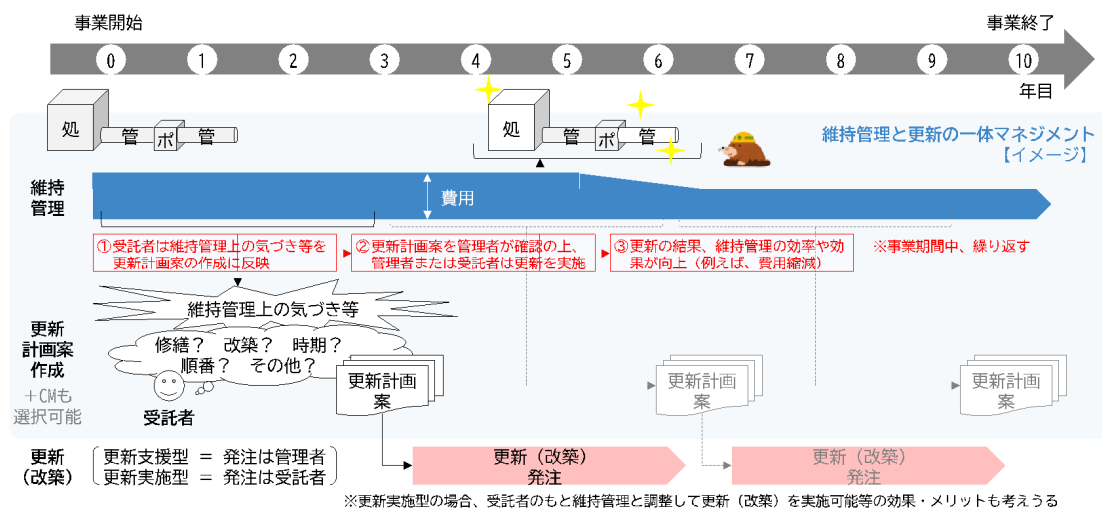 事業開始
事業終了
0 1 2 3 4 5 6 7 8 9 10
年目
処 管 ポ 管
処 管 ポ 管
維持管理と更新の一体マネジメント
【イメージ】
維持
管理
費用
①受託者は維持管理上の気づき等を
更新計画案の作成に反映
②更新計画案を管理者が確認の上、
管理者または受託者は更新を実施
③更新の結果、維持管理の効率や効
果が向上（例えば、費用縮減）
※事業期間中、繰り返す
維持管理上の気づき等
修繕？ 改築？ 時期？
順番？ その他？
更新
計画案
作成
＋CMも
選択可能
受託者
更新計画
案
更新計画
案
更新計画
案
更新
（改築）
更新支援型 ＝ 発注は管理者
更新実施型 ＝ 発注は受託者
更新（改築）
発注
更新（改築）
発注
※更新実施型の場合、受託者のもと維持管理と調整して更新（改築）を実施可能等の効果・メリットも考えうる